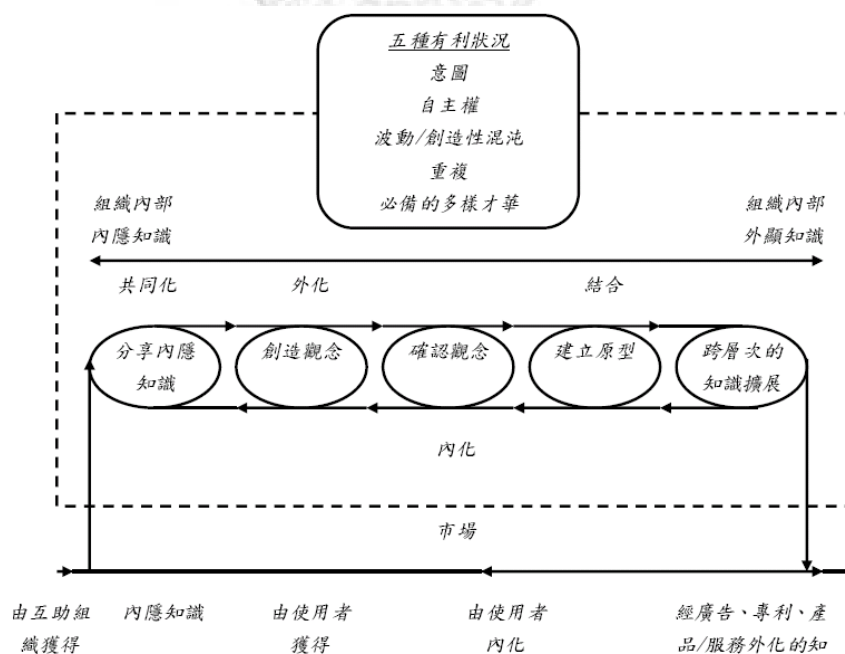 五種有利狀況
意圖
自主權
波動/創造性混沌
重複
必備的多樣才華
組織內部
內隱知識
組織內部
外顯知識
共同化
外化
結合
分享內隱
知識
創造觀念
確認觀念
建立原型
跨層次的
知識擴展
內化
市場
由互助組
織獲得
內隱知識
由使用者
獲得
由使用者
內化
經廣告、專利、產
品/服務外化的知